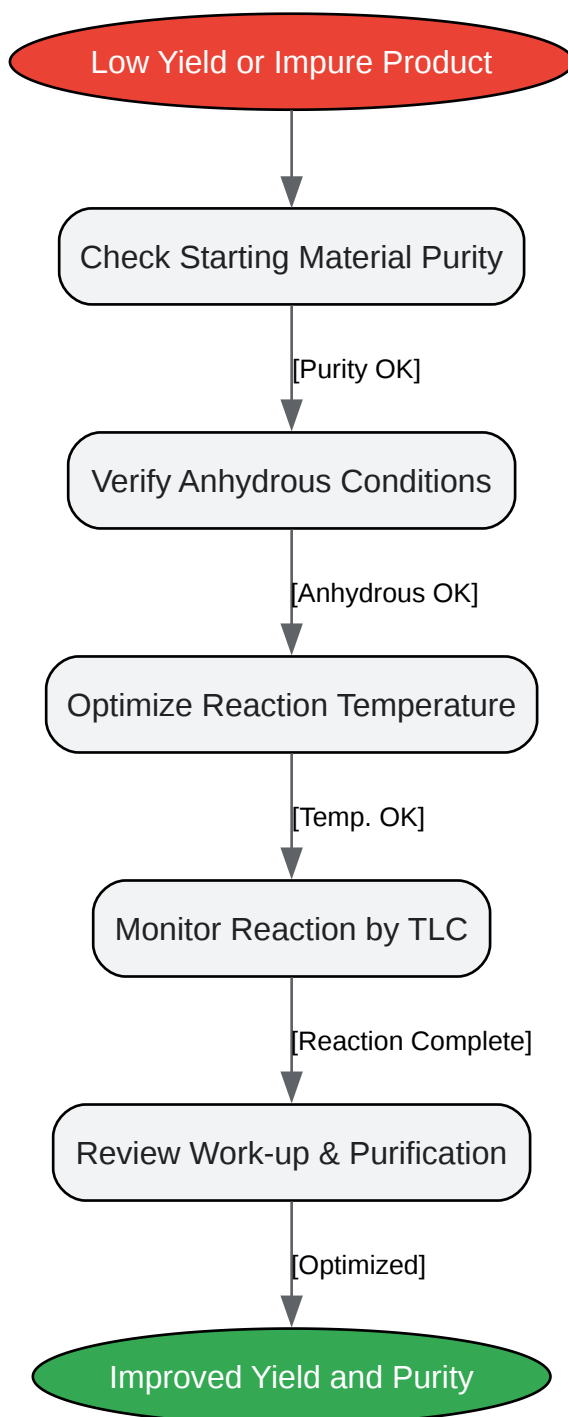 Low Yield or Impure Product
Check Starting Material Purity
[Purity OK]
Verify Anhydrous Conditions
[Anhydrous OK]
Optimize Reaction Temperature
[Temp. OK]
Monitor Reaction by TLC
[Reaction Complete]
Review Work-up & Purification
[Optimized]
Improved Yield and Purity